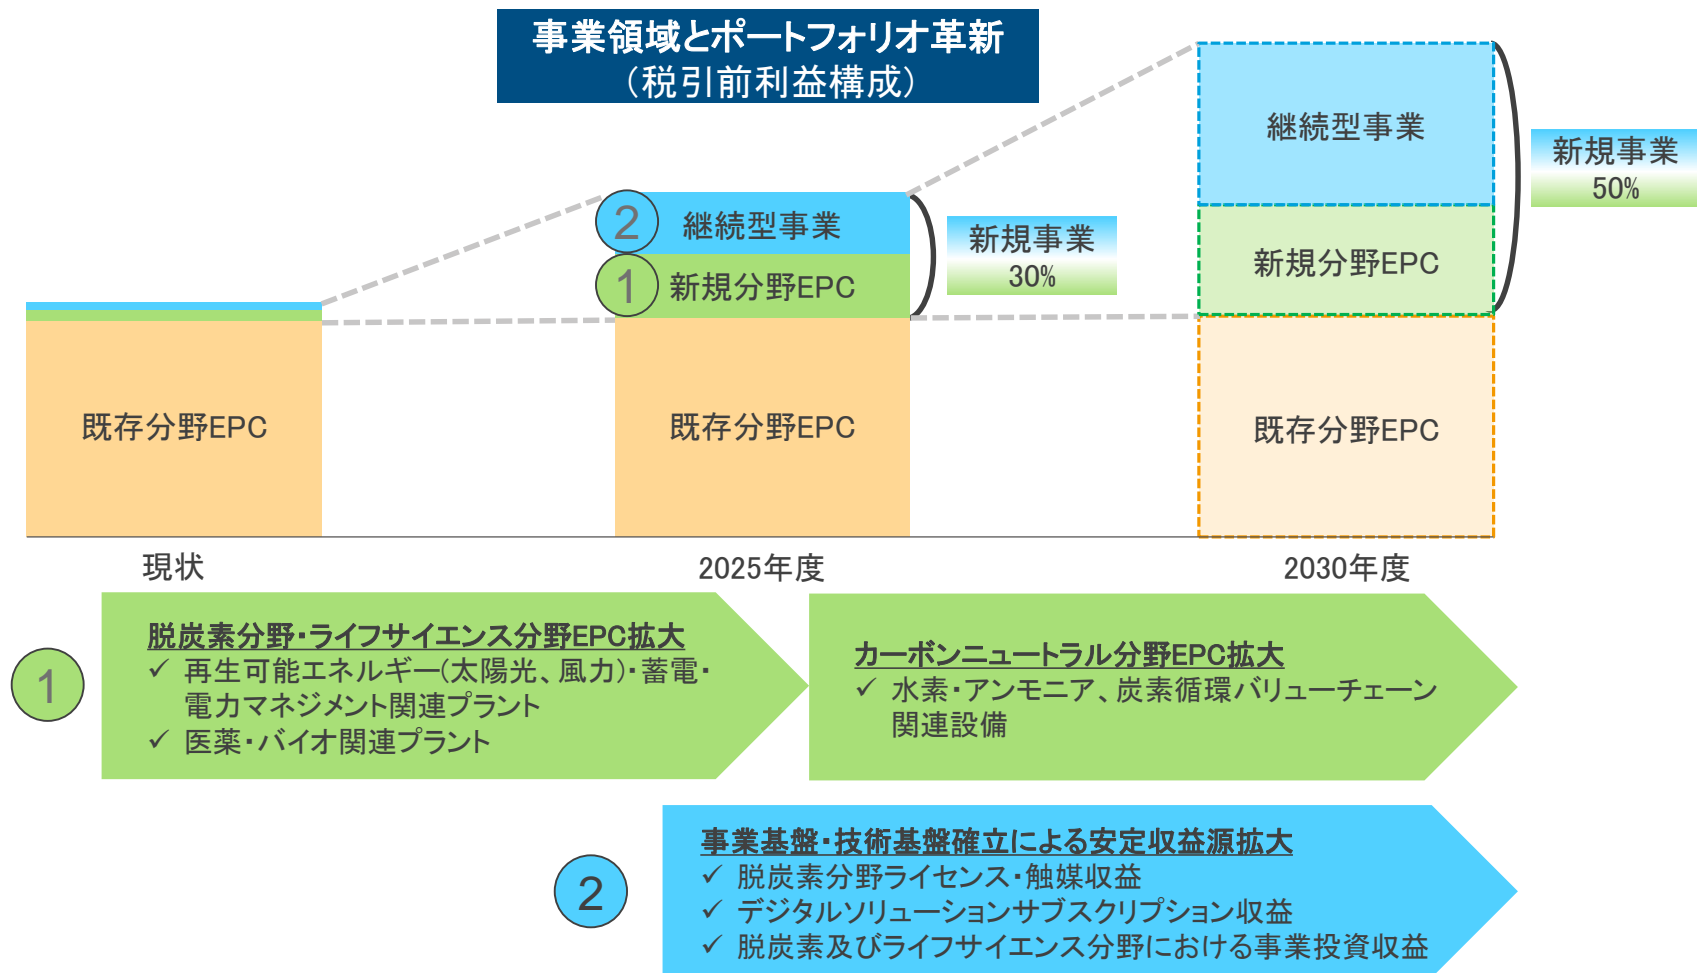 事業領域とポートフォリオ革新
（税引前利益構成）
継続型事業
新規事業
50%
新規分野EPC
既存分野EPC
2 継続型事業
1 新規分野EPC
新規事業
30%
既存分野EPC
既存分野EPC
現状
2025年度
2030年度
1
脱炭素分野・ライフサイエンス分野EPC拡大
✓ 再生可能エネルギー(太陽光、風力)・蓄電・
電力マネジメント関連プラント
✓ 医薬・バイオ関連プラント
カーボンニュートラル分野EPC拡大
✓ 水素・アンモニア、炭素循環バリューチェーン
関連設備
2
事業基盤・技術基盤確立による安定収益源拡大
✓ 脱炭素分野ライセンス・触媒収益
✓ デジタルソリューションサブスクリプション収益
✓ 脱炭素及びライフサイエンス分野における事業投資収益